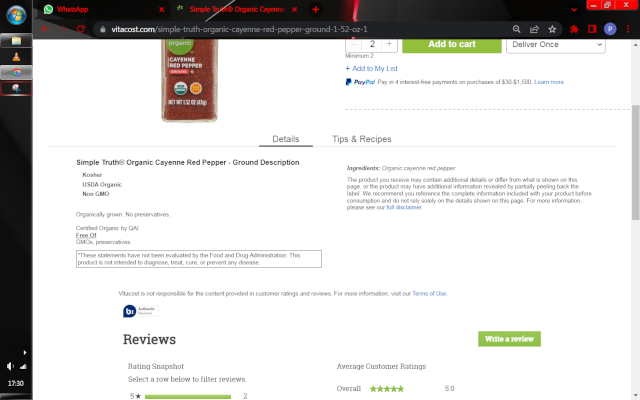 WhatsApp
Simple Truth® Organic Cayenne
vitacost.com/simple-truth-organic-cayenne-red-pepper-ground-1-52-oz-1
P
organic
CAYENNE
RED PEPPER
NET WT 1.52 OZ (43g)
2
+
Add to cart
Deliver Once
Minimum 2
+ Add to My List
PayPal Pay in 4 interest-free payments on purchases of $30-$1,500. Learn more
Details
Tips & Recipes
Simple Truth® Organic Cayenne Red Pepper - Ground Description
Kosher
USDA Organic
Non GMO
Organically grown. No preservatives.
Certified Organic by QAI
Free Of
GMOs, preservatives.
*These statements have not been evaluated by the Food and Drug Administration. This
product is not intended to diagnose, treat, cure, or prevent any disease.
Ingredients: Organic cayenne red pepper.
The product you receive may contain additional details or differ from what is shown on this
page, or the product may have additional information revealed by partially peeling back the
label. We recommend you reference the complete information included with your product before
consumption and do not rely solely on the details shown on this page. For more information,
please see our full disclaimer.
Vitacost is not responsible for the content provided in customer ratings and reviews. For more information, visit our Terms of Use.
Authentic
Reviews
Reviews
Write a review
Rating Snapshot
Select a row below to filter reviews.
5★ 2
Average Customer Ratings
Overall ★★★★★ 5.0
17:30